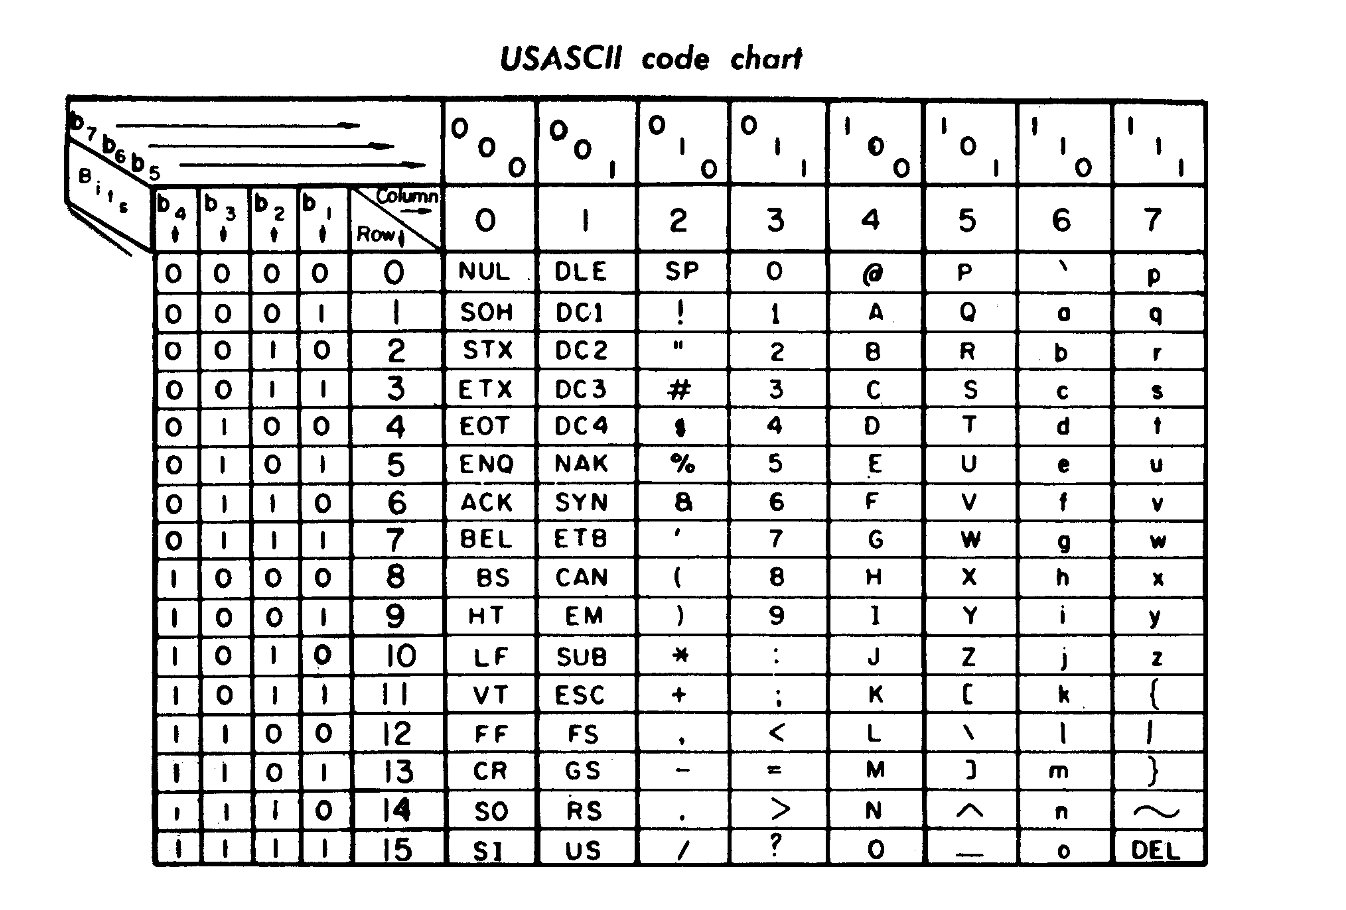 USASCII code chart
b7 b6 b5 0 0 0 0 0 1 0 1 0 0 1 1 1 0 0 1 0 1 1 1 0 1 1 1
Bits b4 b3 b2 b1 Column Row 0 1 2 3 4 5 6 7
0 0 0 0 0 NUL DLE SP 0 @ P ` p
0 0 0 1 1 SOH DC1 ! 1 A Q a q
0 0 1 0 2 STX DC2 " 2 B R b r
0 0 1 1 3 ETX DC3 # 3 C S c s
0 1 0 0 4 EOT DC4 $ 4 D T d t
0 1 0 1 5 ENQ NAK % 5 E U e u
0 1 1 0 6 ACK SYN & 6 F V f v
0 1 1 1 7 BEL ETB ' 7 G W g w
1 0 0 0 8 BS CAN ( 8 H X h x
1 0 0 1 9 HT EM ) 9 I Y i y
1 0 1 0 10 LF SUB * : J Z j z
1 0 1 1 11 VT ESC + ; K [ k {
1 1 0 0 12 FF FS , < L \ l |
1 1 0 1 13 CR GS - = M ] m }
1 1 1 0 14 SO RS . > N ^ n ~
1 1 1 1 15 SI US / ? O _ o DEL